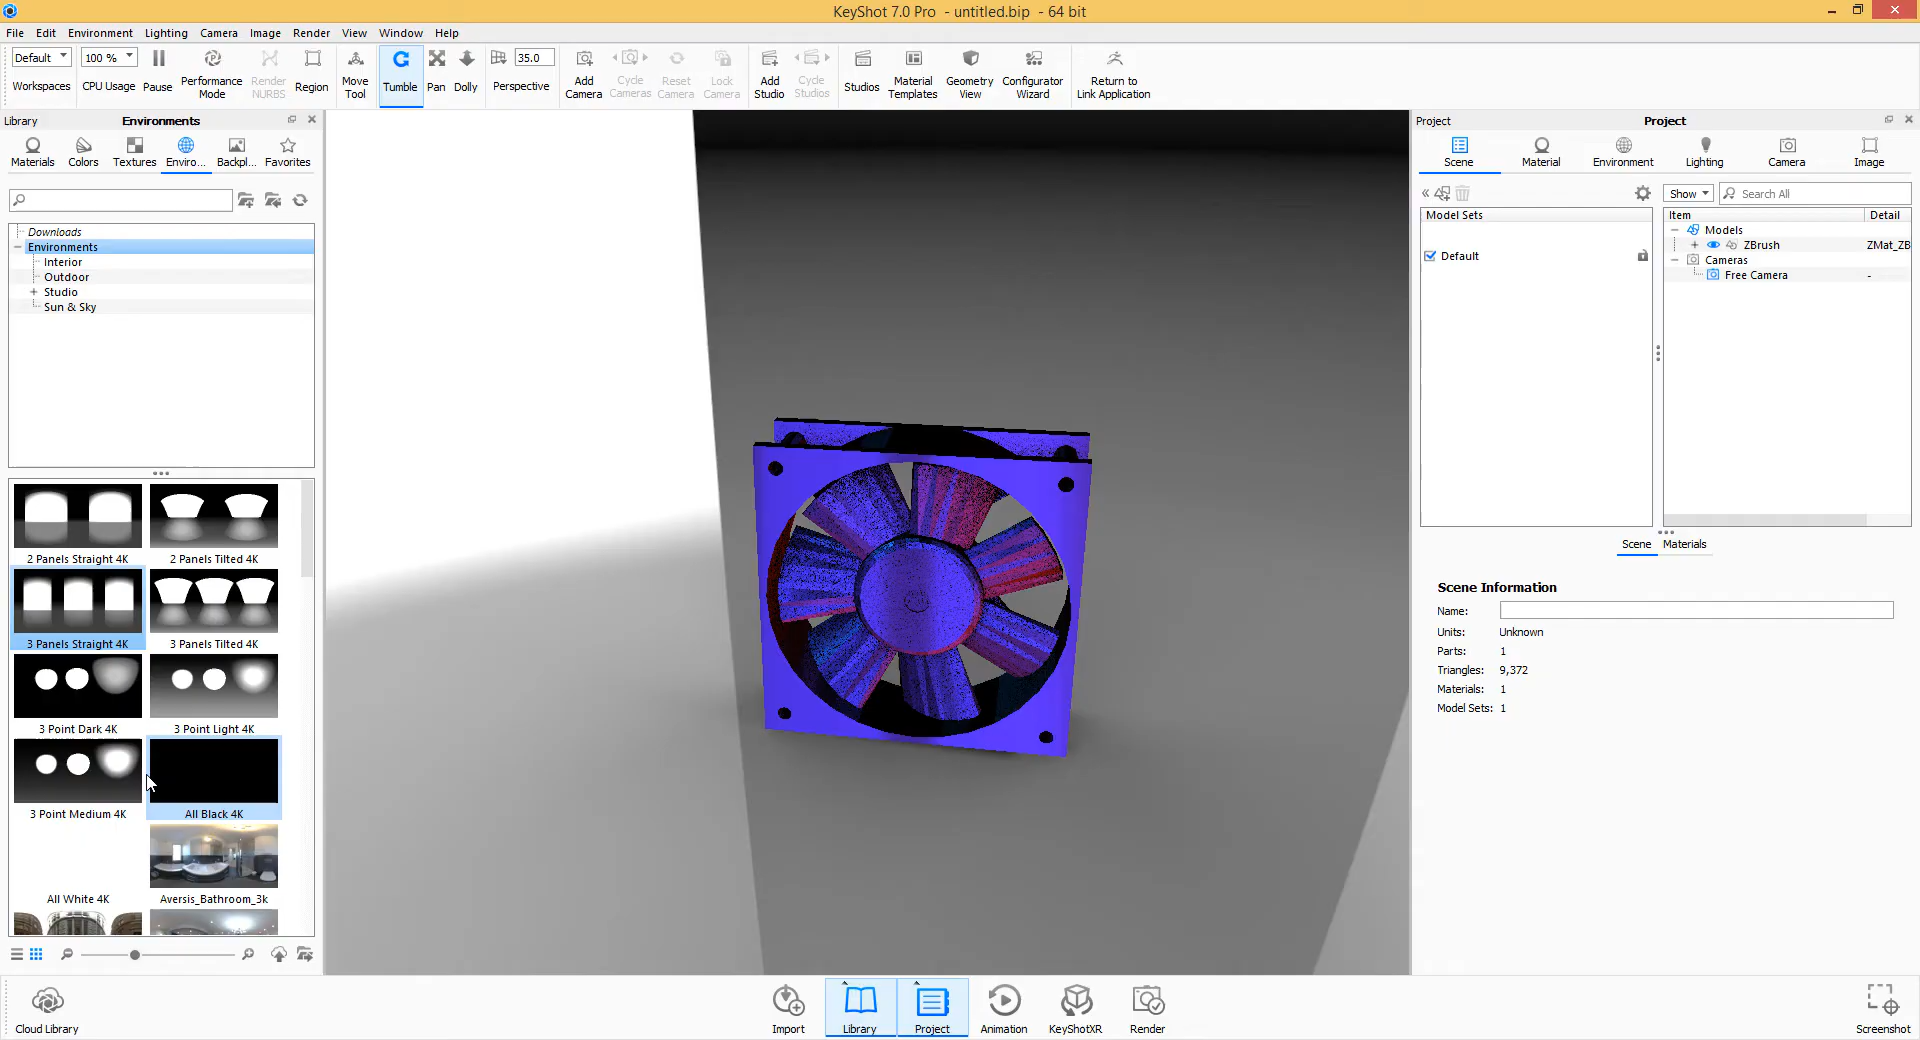 KeyShot 7.0 Pro - untitled.bip - 64 bit
File Edit Environment Lighting Camera Image Render View Window Help
Default 100 % 35.0
Workspaces CPU Usage Pause Performance Mode Render NURBS Region Move Tool Tumble Pan Dolly Perspective Add Camera Cycle Cameras Reset Camera Lock Camera Add Studio Cycle Studios Studios Material Templates Geometry View Configurator Wizard Return to Link Application
Library Environments
Materials Colors Textures Enviro... Backpl... Favorites
Downloads
Environments
Interior
Outdoor
Studio
Sun & Sky
2 Panels Straight 4K 2 Panels Tilted 4K
3 Panels Straight 4K 3 Panels Tilted 4K
3 Point Dark 4K 3 Point Light 4K
3 Point Medium 4K All Black 4K
All White 4K Aversis_Bathroom_3k
Project Project
Scene Material Environment Lighting Camera Image
Show Search All
Model Sets
Default
Item Detail
Models
ZBrush ZMat_ZB
Cameras
Free Camera -
Scene Materials
Scene Information
Name:
Units: Unknown
Parts: 1
Triangles: 9,372
Materials: 1
Model Sets: 1
Cloud Library Import Library Project Animation KeyShotXR Render Screenshot